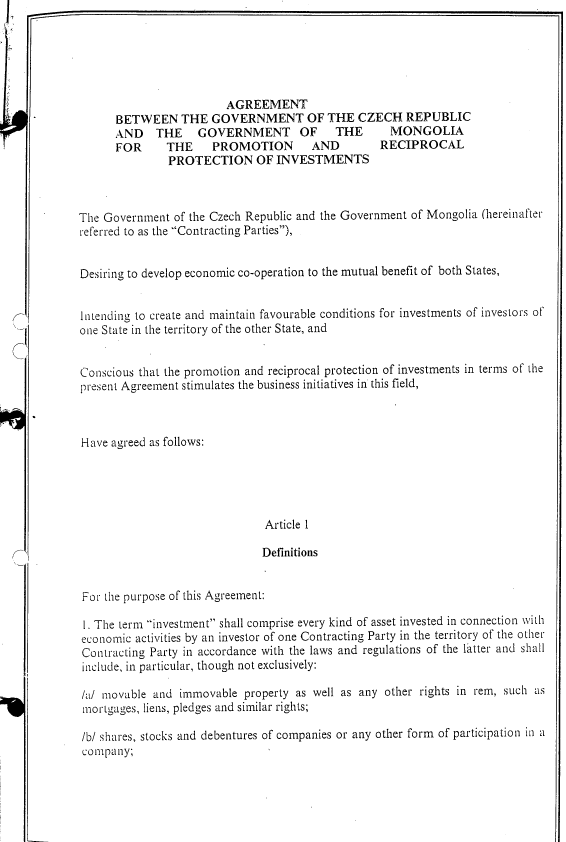 AGREEMENT
BETWEEN THE GOVERNMENT OF THE CZECH REPUBLIC
AND THE GOVERNMENT OF THE MONGOLIA
FOR THE PROMOTION AND RECIPROCAL
PROTECTION OF INVESTMENTS
The Government of the Czech Republic and the Government of Mongolia (hereinafter
referred to as the “Contracting Parties”),
Desiring to develop economic co-operation to the mutual benefit of both States,
Intending to create and maintain favourable conditions for investments of investors of
one State in the territory of the other State, and
Conscious that the promotion and reciprocal protection of investments in terms of the
present Agreement stimulates the business initiatives in this field,
Have agreed as follows:
Article 1
Definitions
For the purpose of this Agreement:
1. The term “investment” shall comprise every kind of asset invested in connection with
economic activities by an investor of one Contracting Party in the territory of the other
Contracting Party in accordance with the laws and regulations of the latter and shall
include, in particular, though not exclusively:
/a/ movable and immovable property as well as any other rights in rem, such as
mortgages, liens, pledges and similar rights;
/b/ shares, stocks and debentures of companies or any other form of participation in a
company;